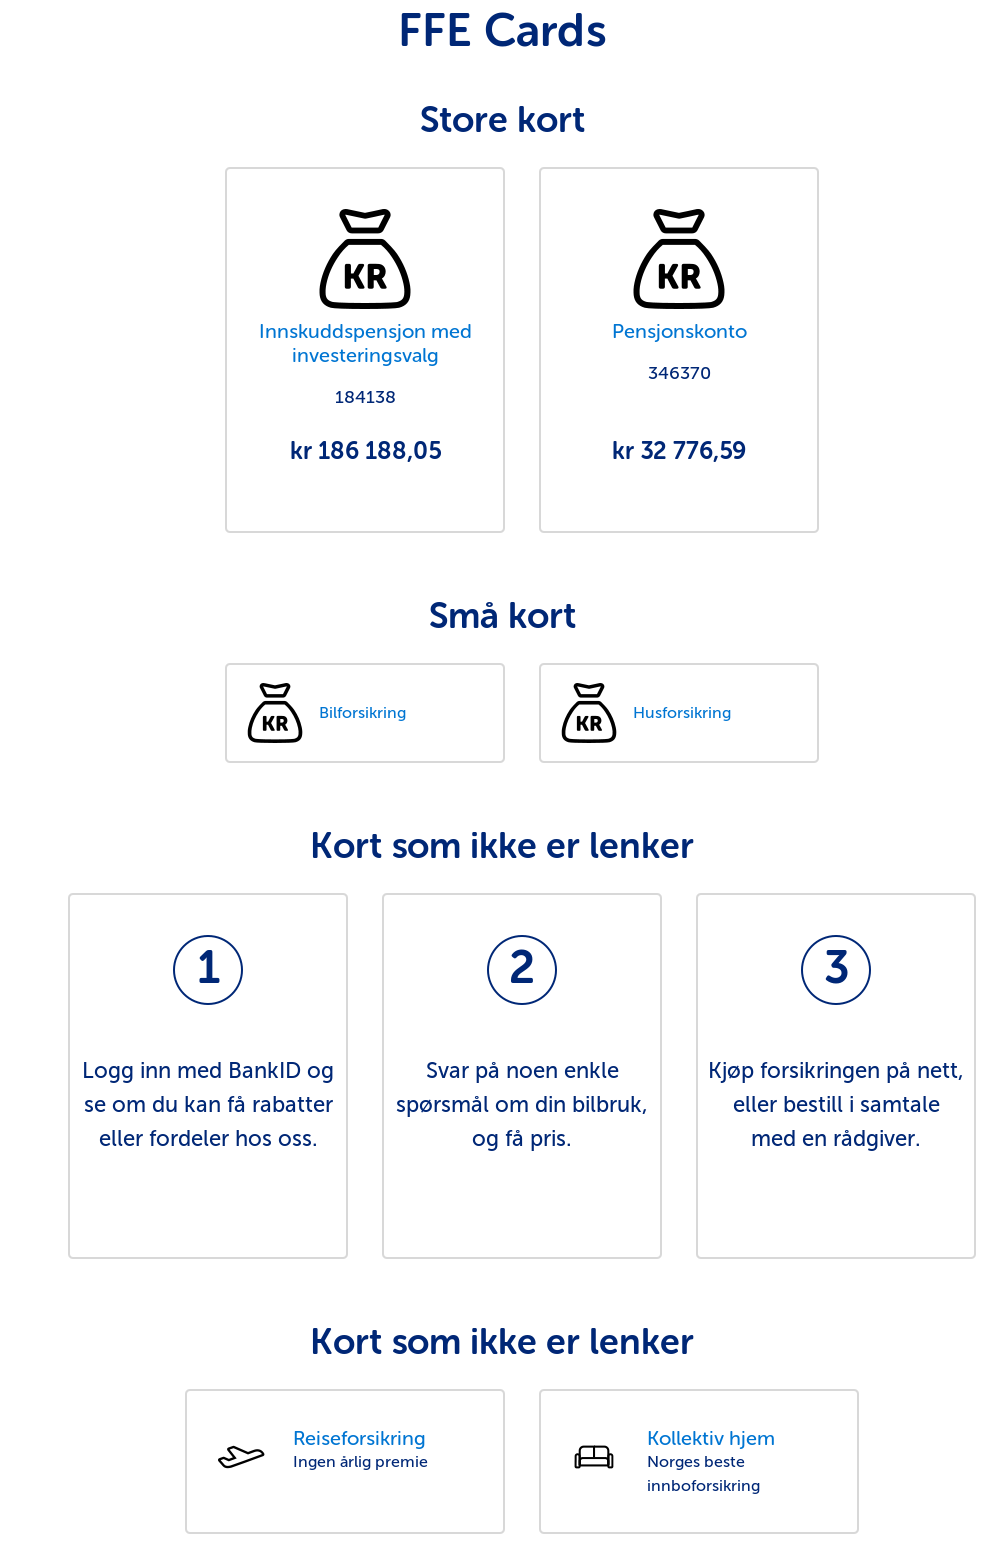 FFE Cards
Store kort
KR
Innskuddspensjon med
investeringsvalg
184138
kr 186 188,05
KR
Pensjonskonto
346370
kr 32 776,59
Små kort
KR
Bilforsikring
KR
Husforsikring
Kort som ikke er lenker
1
Logg inn med BankID og
se om du kan få rabatter
eller fordeler hos oss.
2
Svar på noen enkle
spørsmål om din bilbruk,
og få pris.
3
Kjøp forsikringen på nett,
eller bestill i samtale
med en rådgiver.
Kort som ikke er lenker
Reiseforsikring
Ingen årlig premie
Kollektiv hjem
Norges beste
innboforsikring